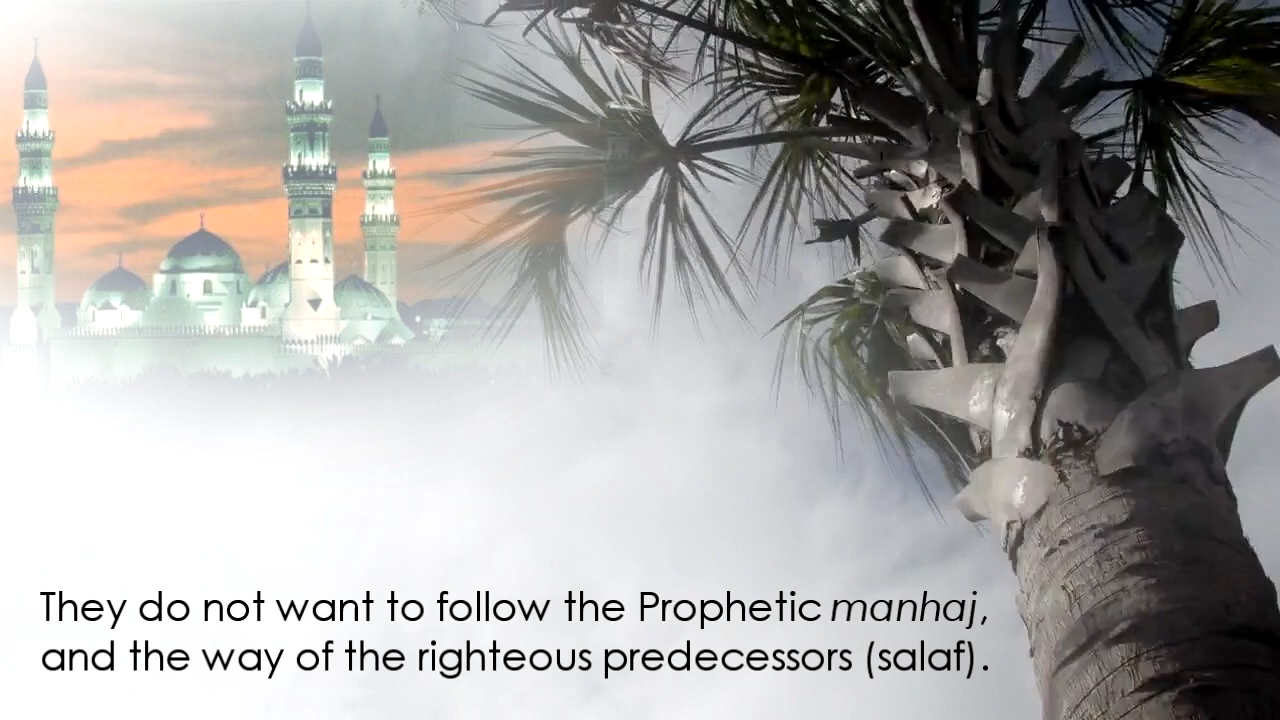 They do not want to follow the Prophetic manhaj,
and the way of the righteous predecessors (salaf).